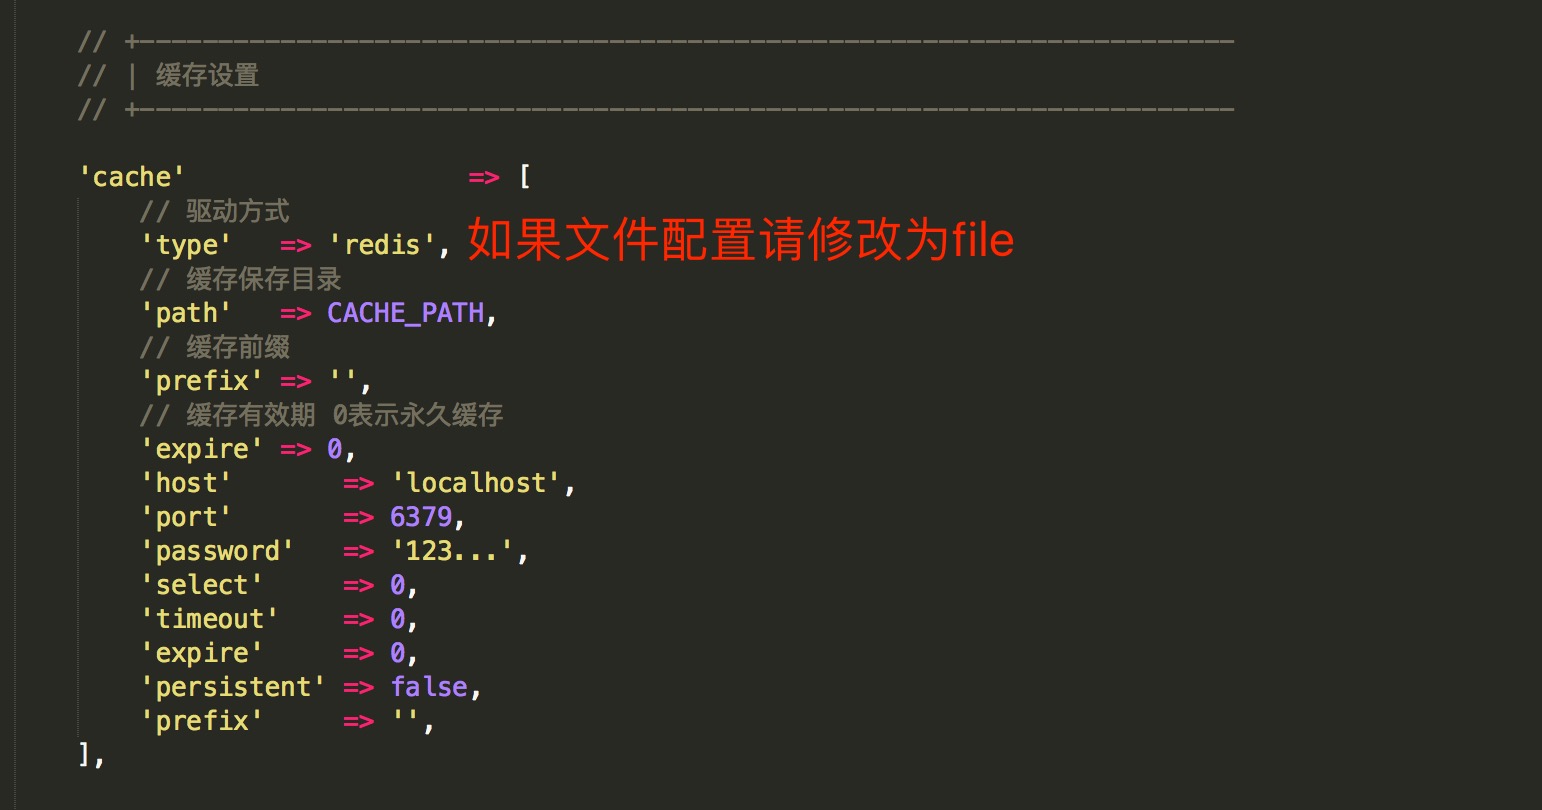 // +----------------------------------------------------------------------
// | 缓存设置
// +----------------------------------------------------------------------
'cache'                  => [
    // 驱动方式
    'type'   => 'redis', 如果文件配置请修改为file
    // 缓存保存目录
    'path'   => CACHE_PATH,
    // 缓存前缀
    'prefix' => '',
    // 缓存有效期 0表示永久缓存
    'expire' => 0,
    'host'       => 'localhost',
    'port'       => 6379,
    'password'   => '123...',
    'select'     => 0,
    'timeout'    => 0,
    'expire'     => 0,
    'persistent' => false,
    'prefix'     => '',
],